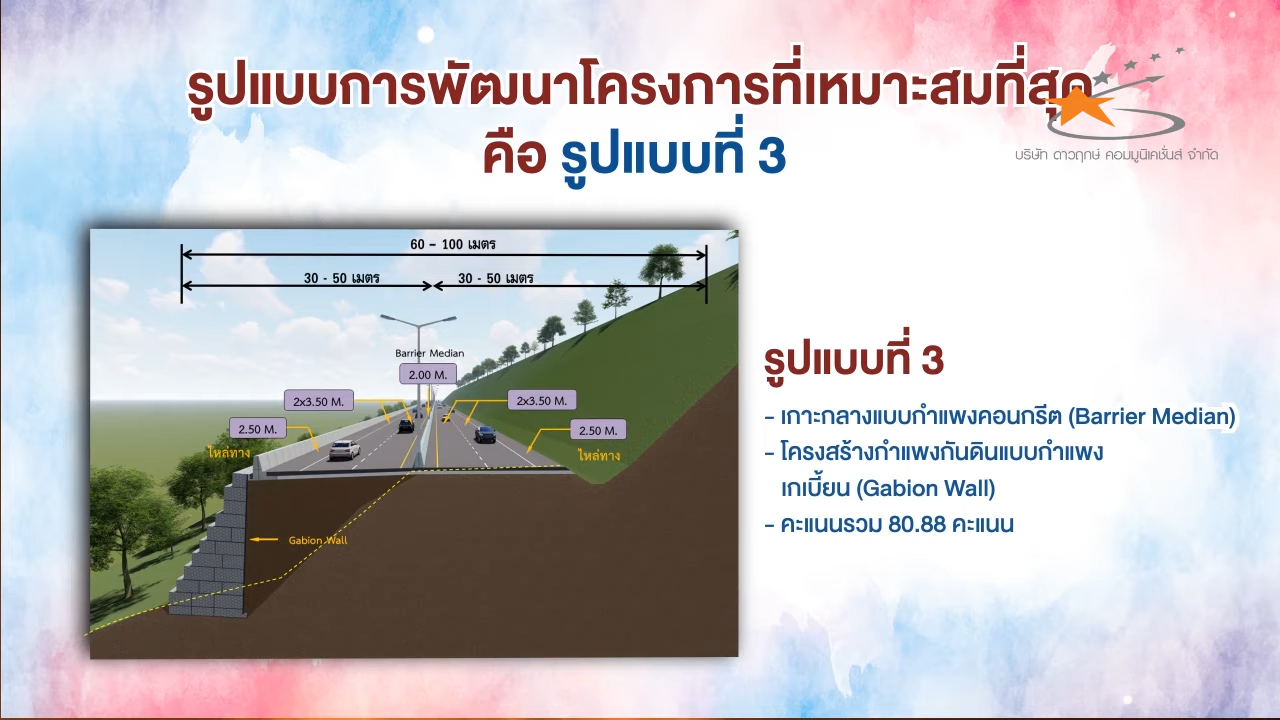 รูปแบบการพัฒนาโครงการที่เหมาะสมที่สุด
คือ รูปแบบที่ 3
บริษัท ดาวฤกษ์ คอมมูนิเคชั่นส์ จำกัด
60 – 100 เมตร
30 - 50 เมตร
30 - 50 เมตร
Barrier Median
2.00 M.
2x3.50 M.
2x3.50 M.
2.50 M.
2.50 M.
ไหล่ทาง
ไหล่ทาง
Gabion Wall
รูปแบบที่ 3
- เกาะกลางแบบกำแพงคอนกรีต (Barrier Median)
- โครงสร้างกำแพงกันดินแบบกำแพง
เกเบี้ยน (Gabion Wall)
- คะแนนรวม 80.88 คะแนน